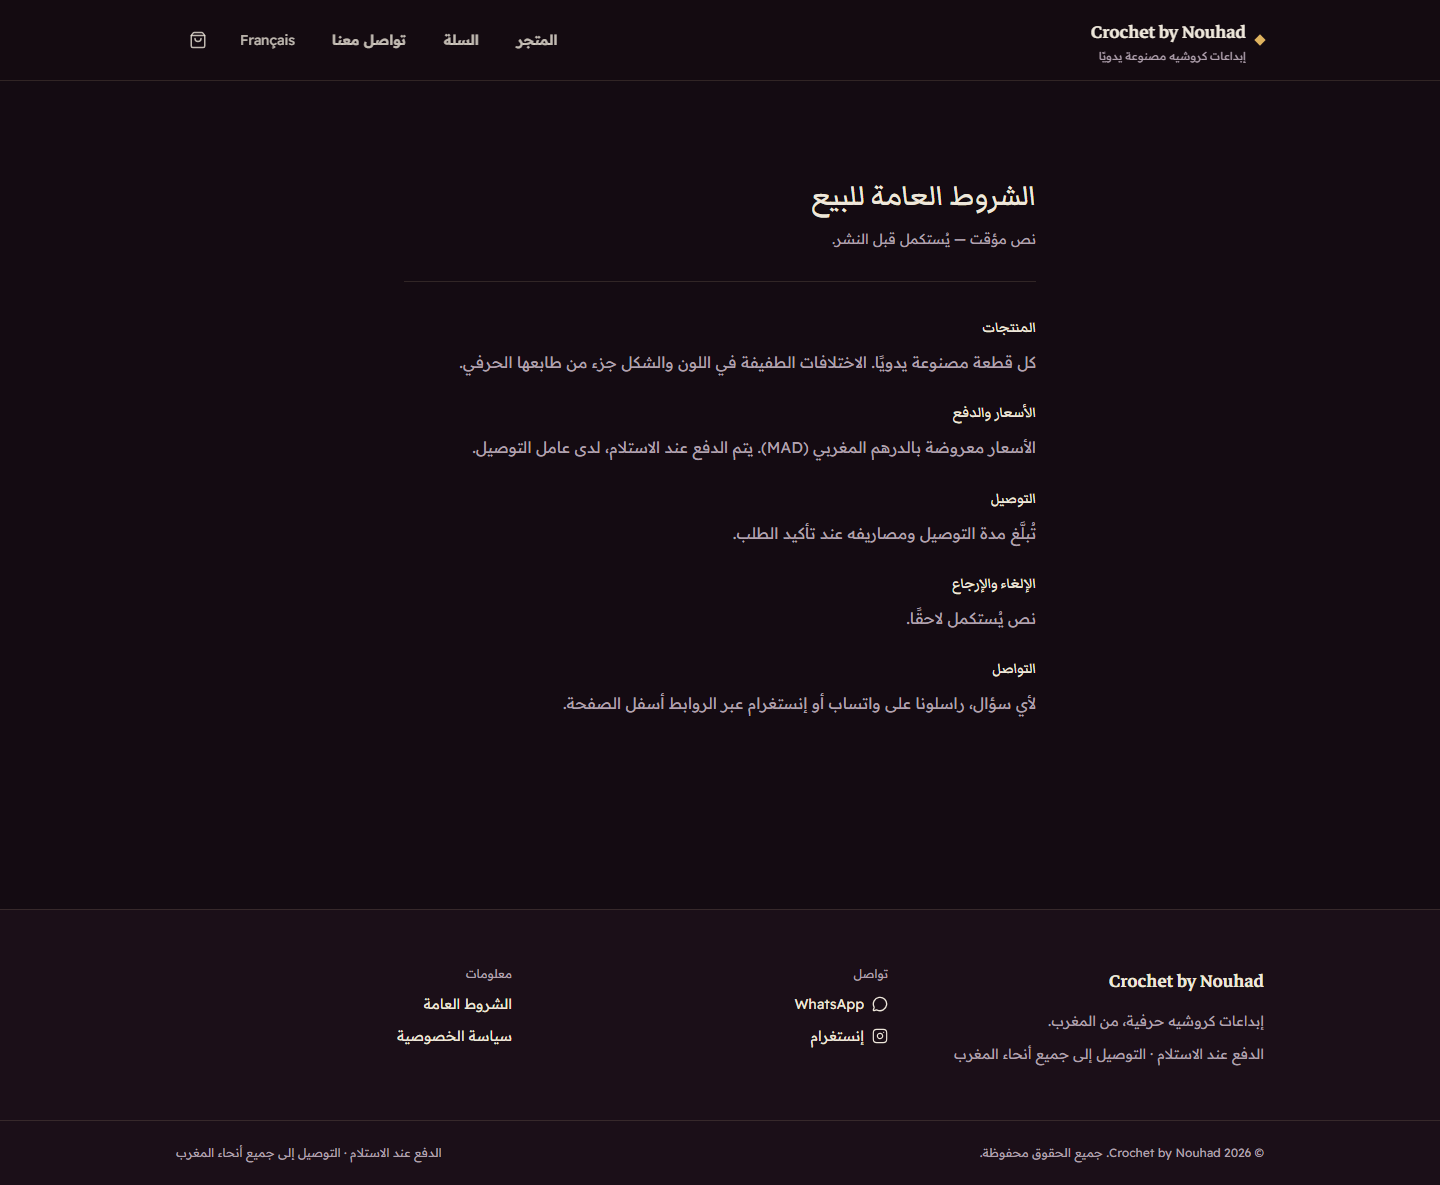 Crochet by Nouhad
إبداعات كروشيه مصنوعة يدويًا
المتجر
السلة
تواصل معنا
Français
الشروط العامة للبيع
نص مؤقت — يُستكمل قبل النشر.
المنتجات
كل قطعة مصنوعة يدويًا. الاختلافات الطفيفة في اللون والشكل جزء من طابعها الحرفي.
الأسعار والدفع
الأسعار معروضة بالدرهم المغربي (MAD). يتم الدفع عند الاستلام، لدى عامل التوصيل.
التوصيل
تُبلَّغ مدة التوصيل ومصاريفه عند تأكيد الطلب.
الإلغاء والإرجاع
نص يُستكمل لاحقًا.
التواصل
لأي سؤال، راسلونا على واتساب أو إنستغرام عبر الروابط أسفل الصفحة.
Crochet by Nouhad
إبداعات كروشيه حرفية، من المغرب.
الدفع عند الاستلام · التوصيل إلى جميع أنحاء المغرب
تواصل
WhatsApp
إنستغرام
معلومات
الشروط العامة
سياسة الخصوصية
© 2026 Crochet by Nouhad. جميع الحقوق محفوظة.
الدفع عند الاستلام · التوصيل إلى جميع أنحاء المغرب